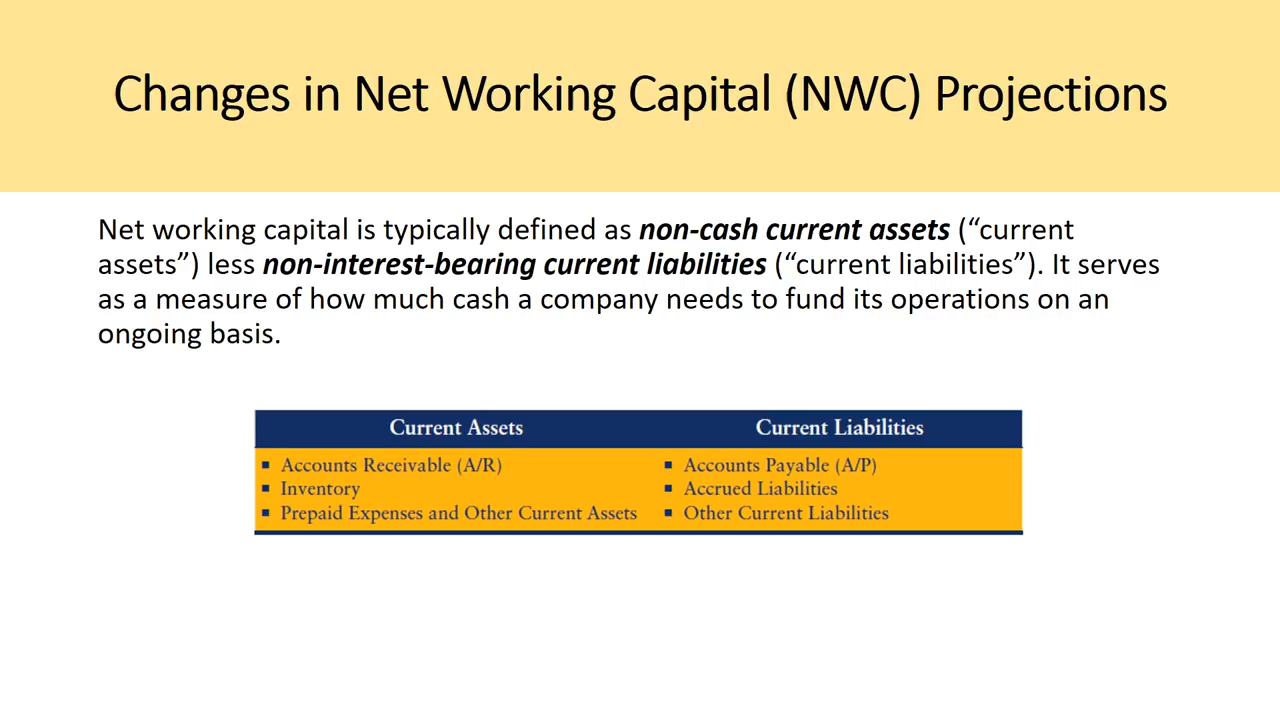 Changes in Net Working Capital (NWC) Projections
Net working capital is typically defined as non-cash current assets (“current
assets”) less non-interest-bearing current liabilities (“current liabilities”). It serves
as a measure of how much cash a company needs to fund its operations on an
ongoing basis.
Current Assets
Current Liabilities
▪ Accounts Receivable (A/R)
▪ Inventory
▪ Prepaid Expenses and Other Current Assets
▪ Accounts Payable (A/P)
▪ Accrued Liabilities
▪ Other Current Liabilities